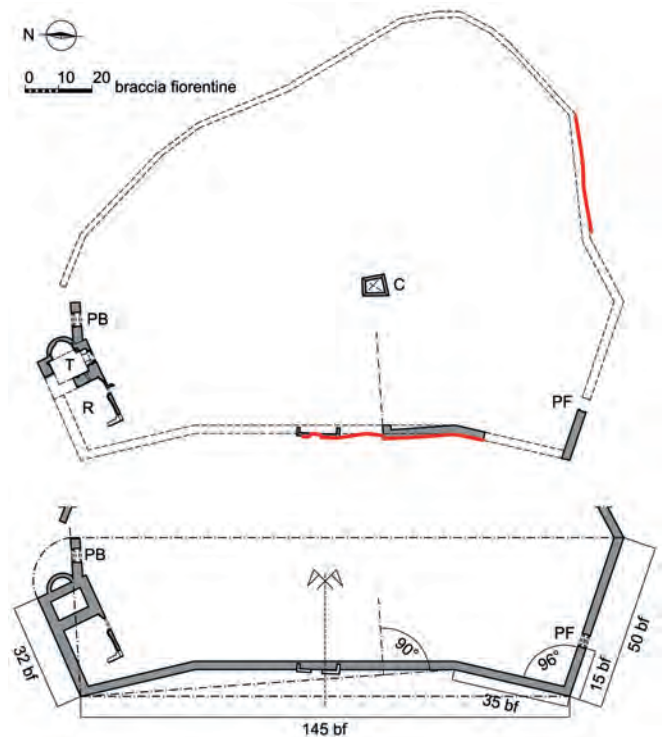 N
0 10 20
braccia fiorentine
C
PB
T
R
PF
PB
90°
PF
96°
32 bf
50 bf
15 bf
35 bf
145 bf